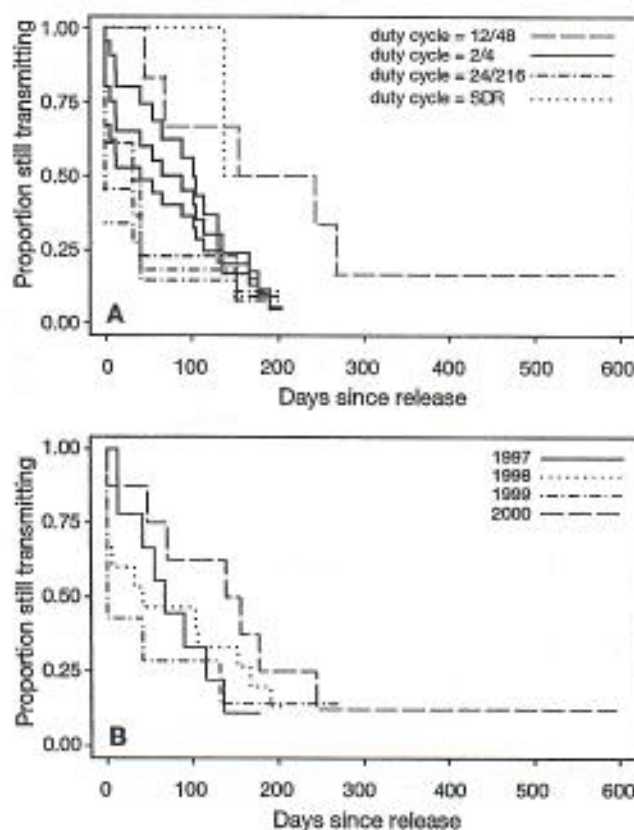 Proportion still transmitting
1.00
0.75
0.50
0.25
0.00
A
duty cycle = 12/48
duty cycle = 2/4
duty cycle = 24/216
duty cycle = SDR
0 100 200 300 400 500 600
Days since release
Proportion still transmitting
1.00
0.75
0.50
0.25
0.00
B
1997
1998
1999
2000
0 100 200 300 400 500 600
Days since release